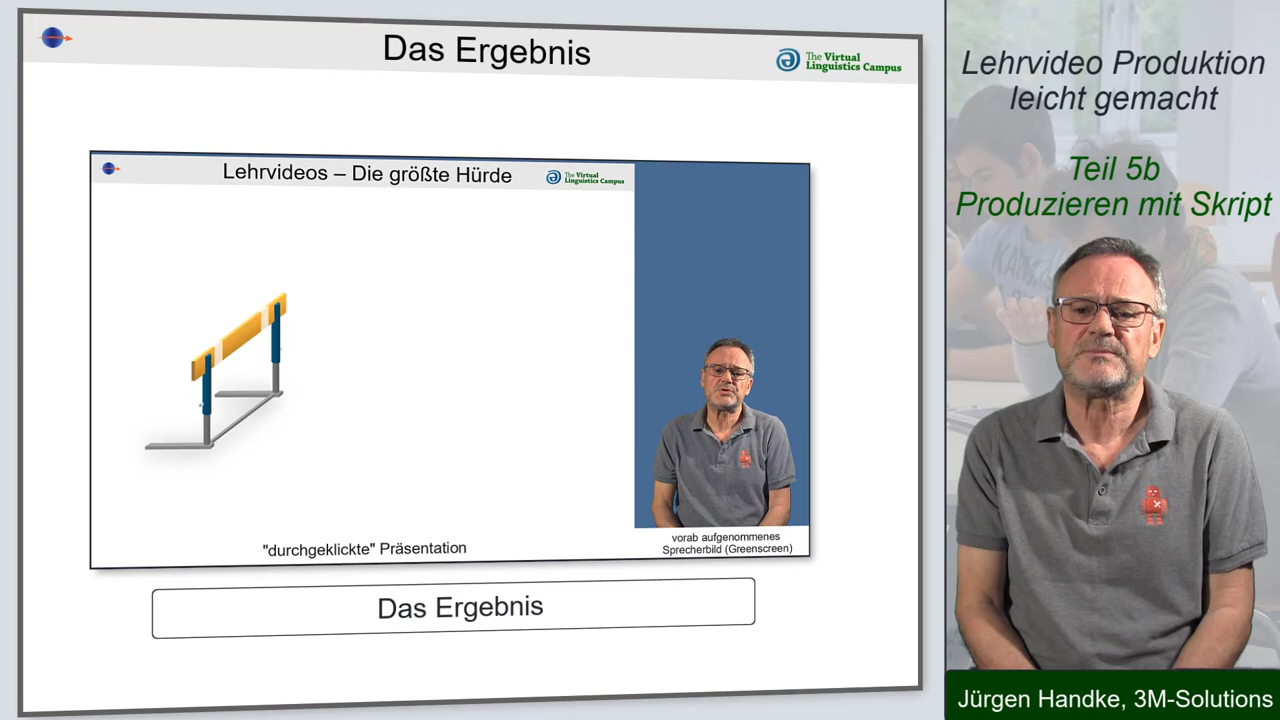 Das Ergebnis
The Virtual
Linguistics Campus
Lehrvideos – Die größte Hürde
The Virtual
Linguistics Campus
"durchgeklickte" Präsentation
vorab aufgenommenes
Sprecherbild (Greenscreen)
Das Ergebnis
Lehrvideo Produktion
leicht gemacht
Teil 5b
Produzieren mit Skript
Jürgen Handke, 3M-Solutions